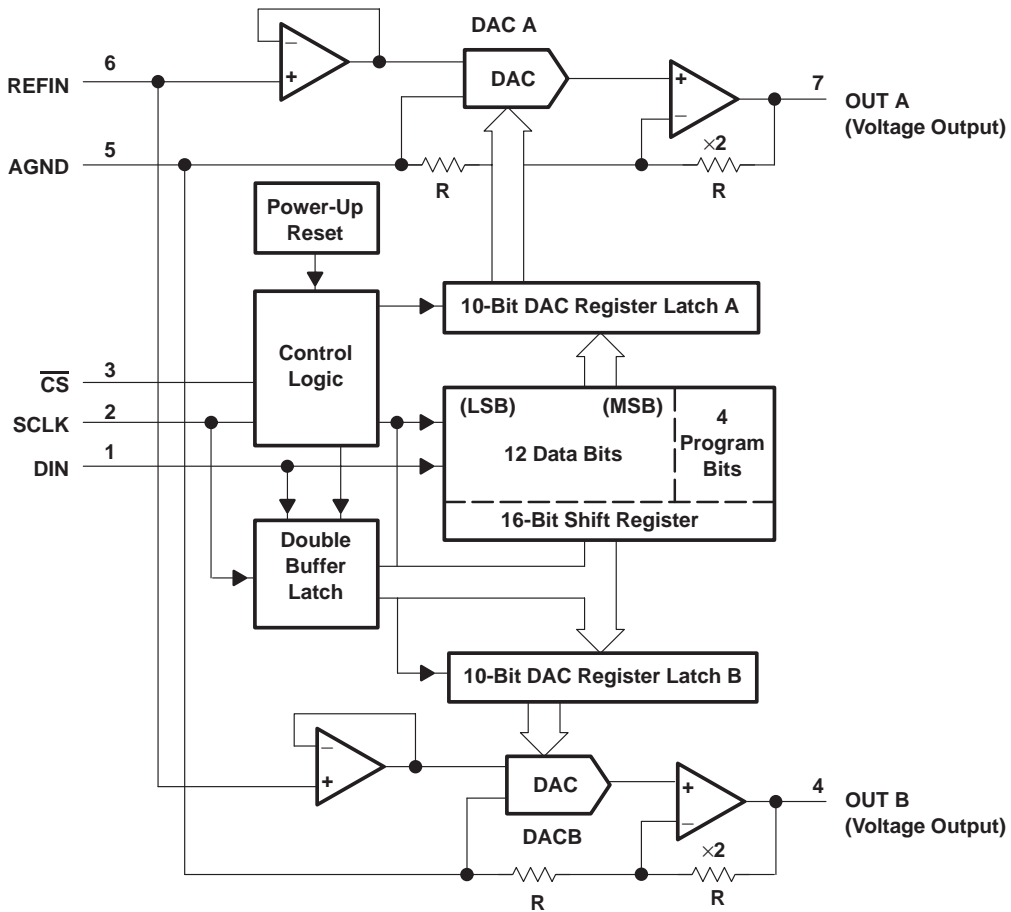 DAC A
6
REFIN
−
+
DAC
+
−
7
OUT A
(Voltage Output)
5
AGND
R
×2
R
Power-Up
Reset
10-Bit DAC Register Latch A
Control
Logic
3
CS
2
SCLK
1
DIN
(LSB)
(MSB)
12 Data Bits
4
Program
Bits
16-Bit Shift Register
Double
Buffer
Latch
10-Bit DAC Register Latch B
−
+
DAC
DACB
+
−
4
OUT B
(Voltage Output)
R
×2
R